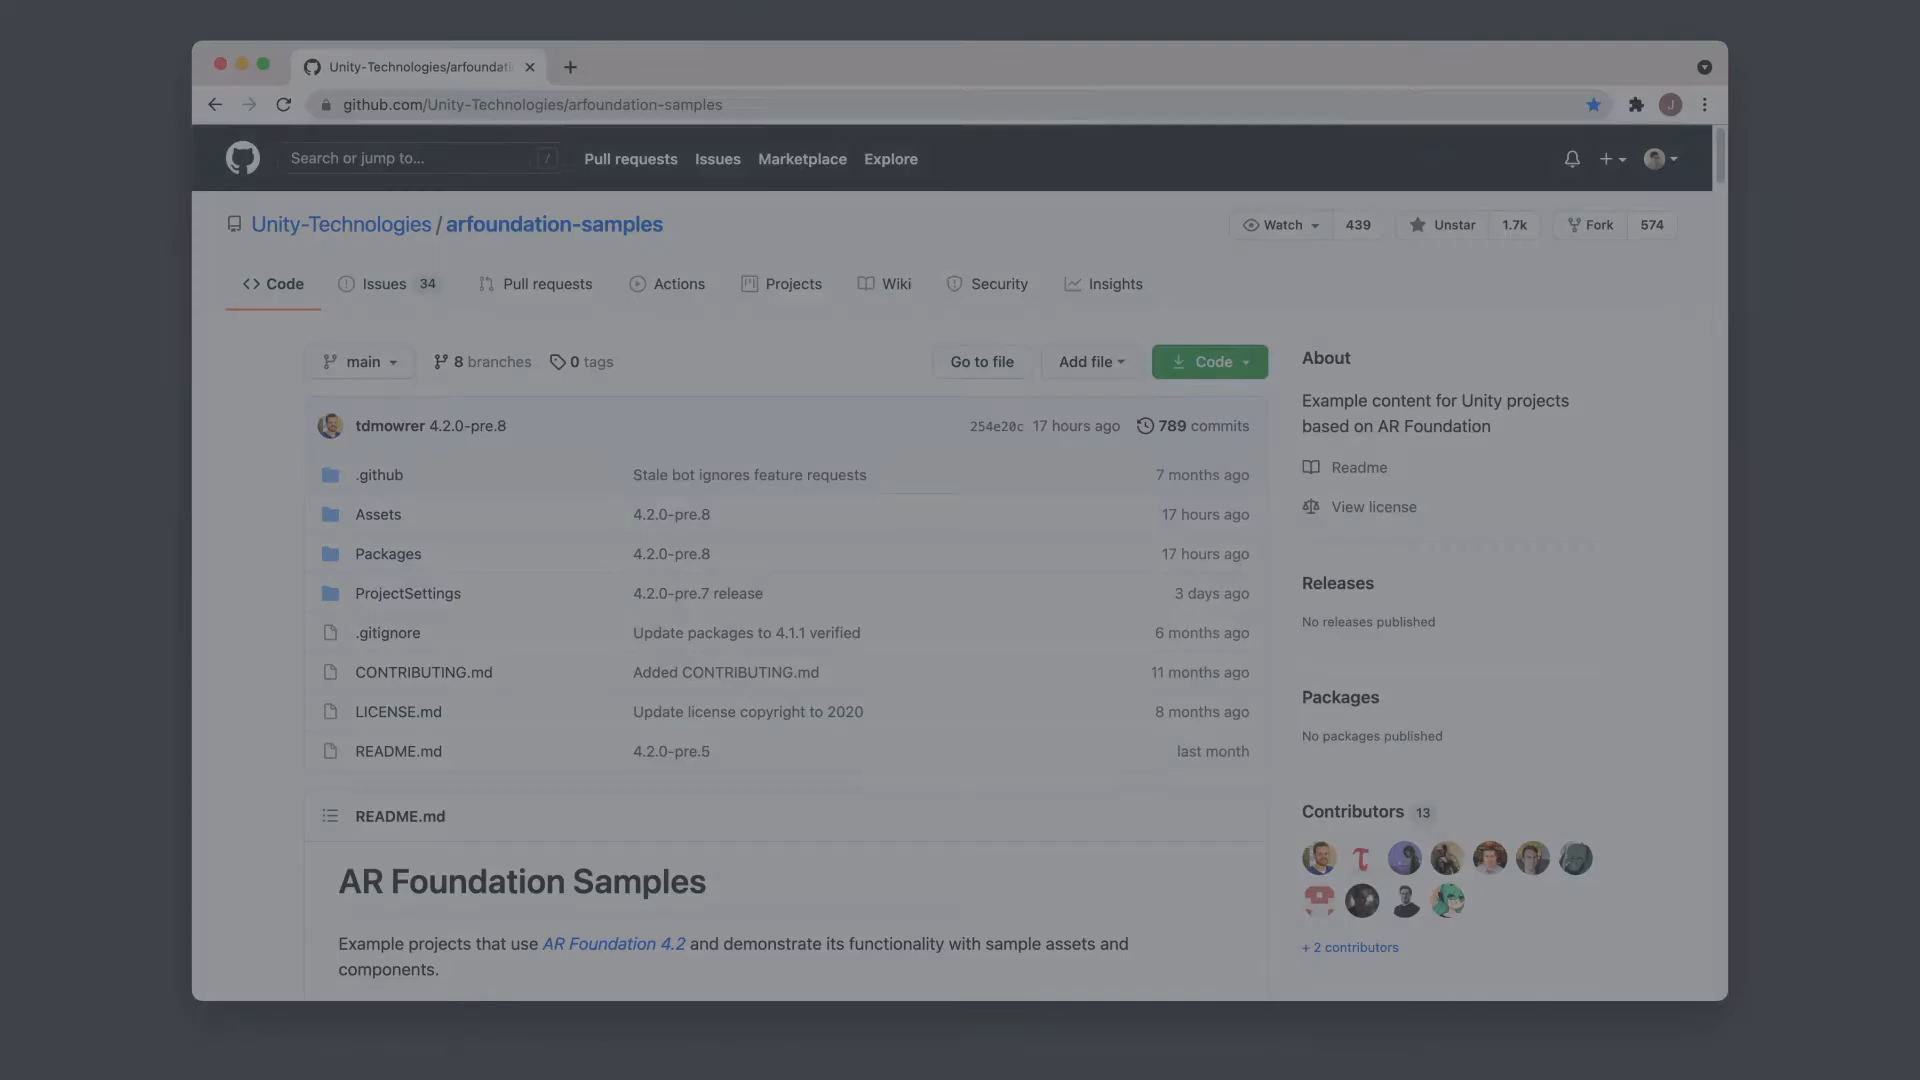 Unity-Technologies/arfoundati
github.com/Unity-Technologies/arfoundation-samples
J
Search or jump to... / Pull requests Issues Marketplace Explore
Unity-Technologies / arfoundation-samples
Watch 439 Unstar 1.7k Fork 574
Code Issues 34 Pull requests Actions Projects Wiki Security Insights
main 8 branches 0 tags Go to file Add file Code
tdmowrer 4.2.0-pre.8 254e20c 17 hours ago 789 commits
.github Stale bot ignores feature requests 7 months ago
Assets 4.2.0-pre.8 17 hours ago
Packages 4.2.0-pre.8 17 hours ago
ProjectSettings 4.2.0-pre.7 release 3 days ago
.gitignore Update packages to 4.1.1 verified 6 months ago
CONTRIBUTING.md Added CONTRIBUTING.md 11 months ago
LICENSE.md Update license copyright to 2020 8 months ago
README.md 4.2.0-pre.5 last month
README.md
AR Foundation Samples
Example projects that use AR Foundation 4.2 and demonstrate its functionality with sample assets and
components.
About
Example content for Unity projects
based on AR Foundation
Readme
View license
Releases
No releases published
Packages
No packages published
Contributors 13
+ 2 contributors